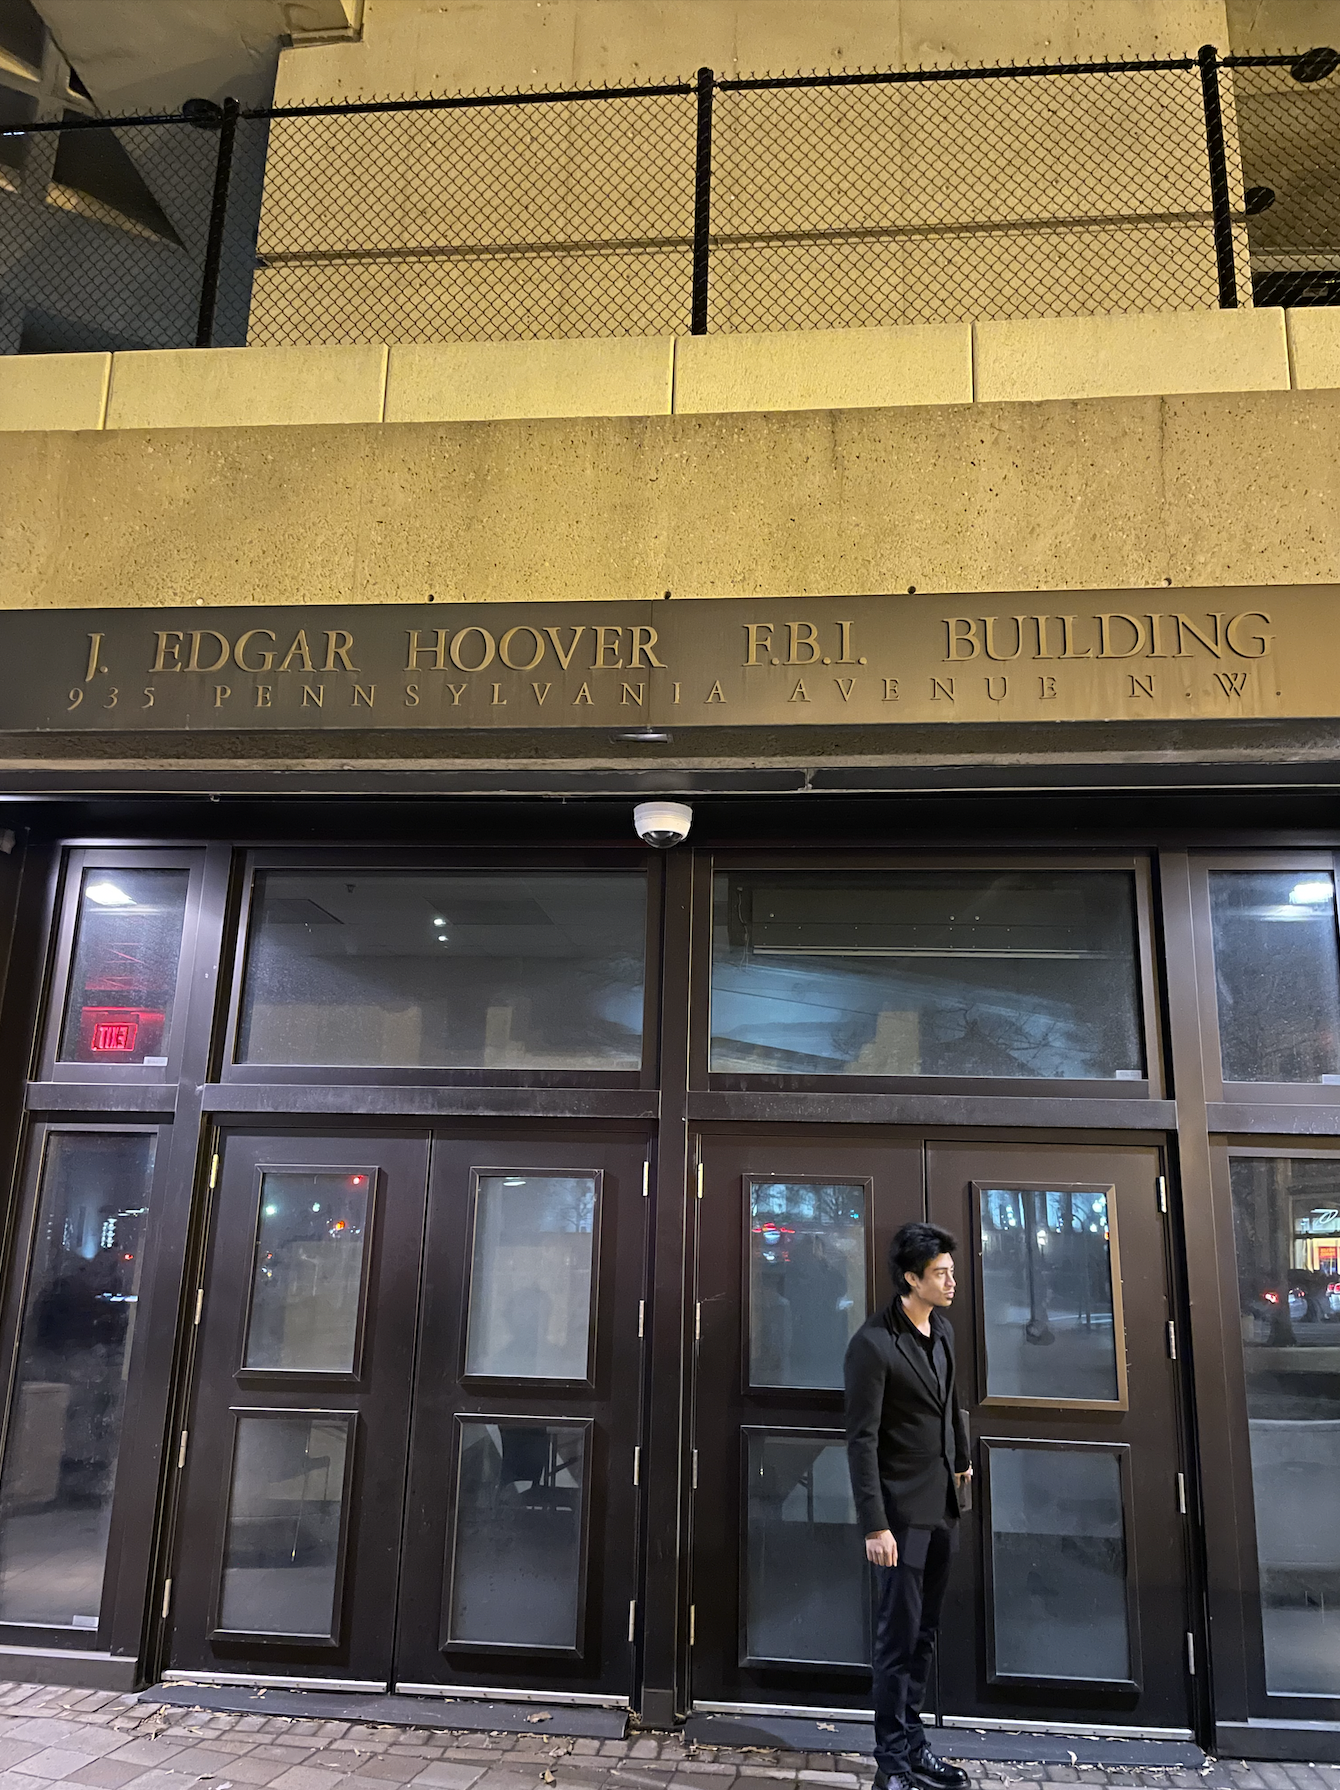 J. EDGAR HOOVER F.B.I. BUILDING
935 PENNSYLVANIA AVENUE N.W.
EXIT